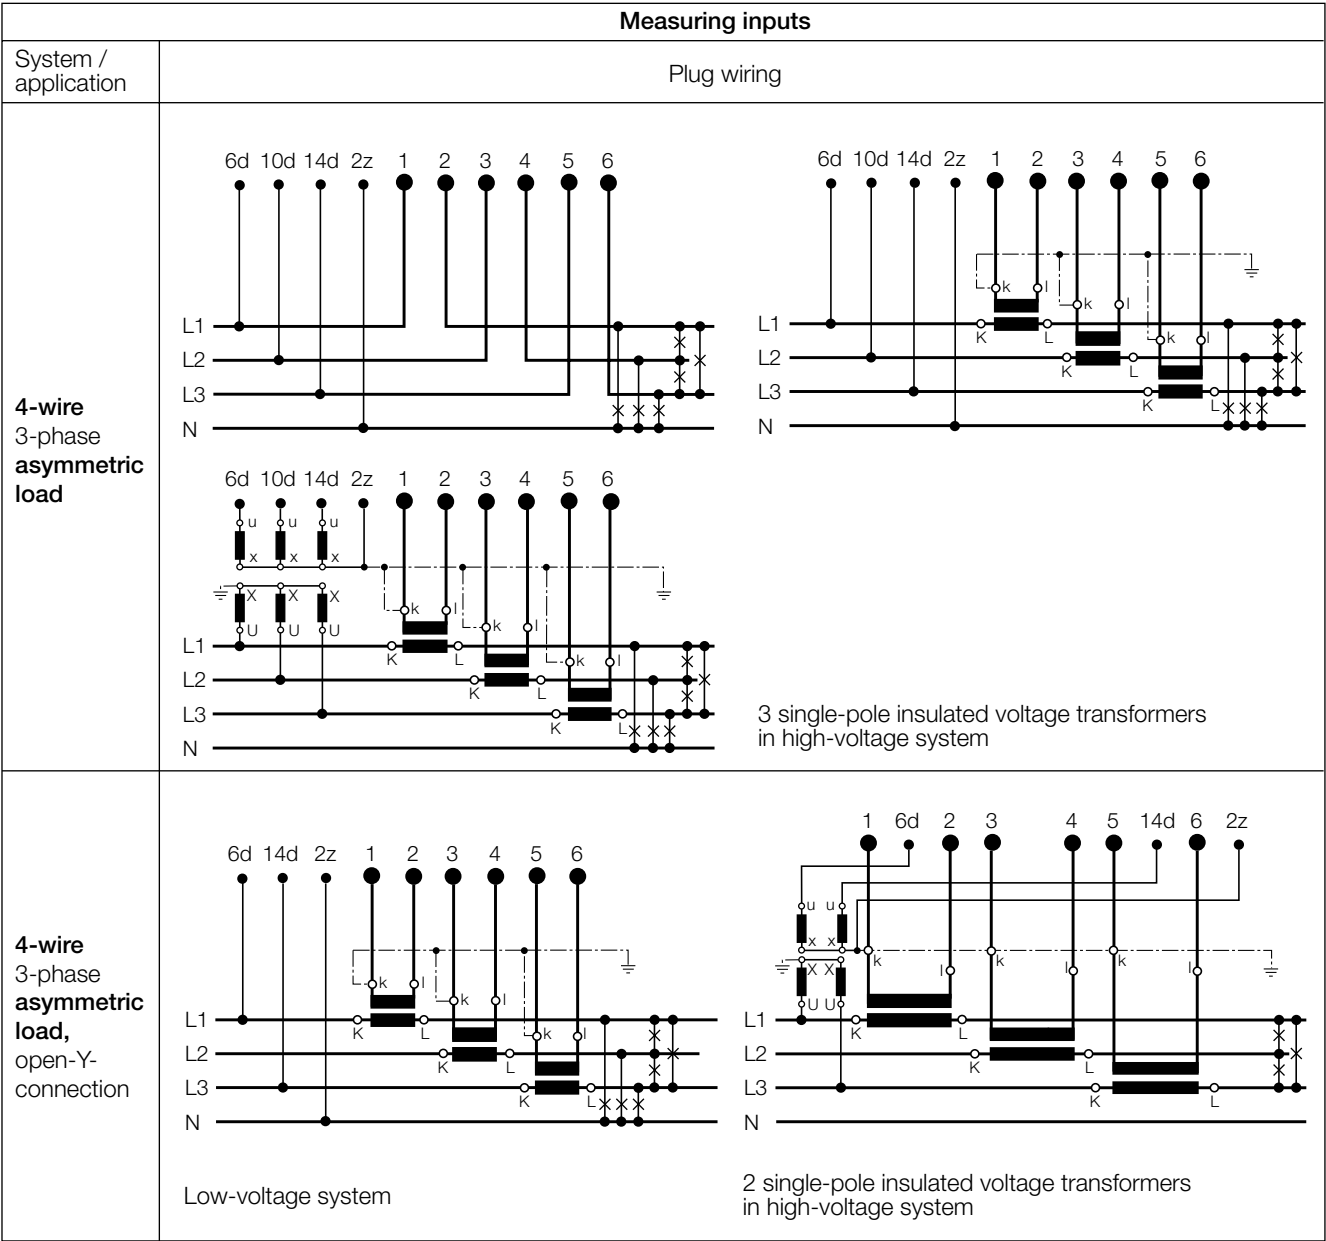 Measuring inputs
System /
application
Plug wiring
4-wire
3-phase
asymmetric
load
6d 10d 14d 2z 1 2 3 4 5 6
L1
L2
L3
N
6d 10d 14d 2z 1 2 3 4 5 6
k l
k l
L1
K L
k l
L2
K L
L3
K L
N
6d 10d 14d 2z 1 2 3 4 5 6
u u u
x x x
X X X
k l
U U U
k l
L1
K L
k l
L2
K L
L3
K L
N
3 single-pole insulated voltage transformers
in high-voltage system
4-wire
3-phase
asymmetric
load,
open-Y-
connection
6d 14d 2z 1 2 3 4 5 6
k l
k l
L1
K L
k l
L2
K L
L3
K L
N
Low-voltage system
1 6d 2 3 4 5 14d 6 2z
u u
x x
k k k
X X
l l l
U U
L1
K L
L2
K L
L3
K L
N
2 single-pole insulated voltage transformers
in high-voltage system